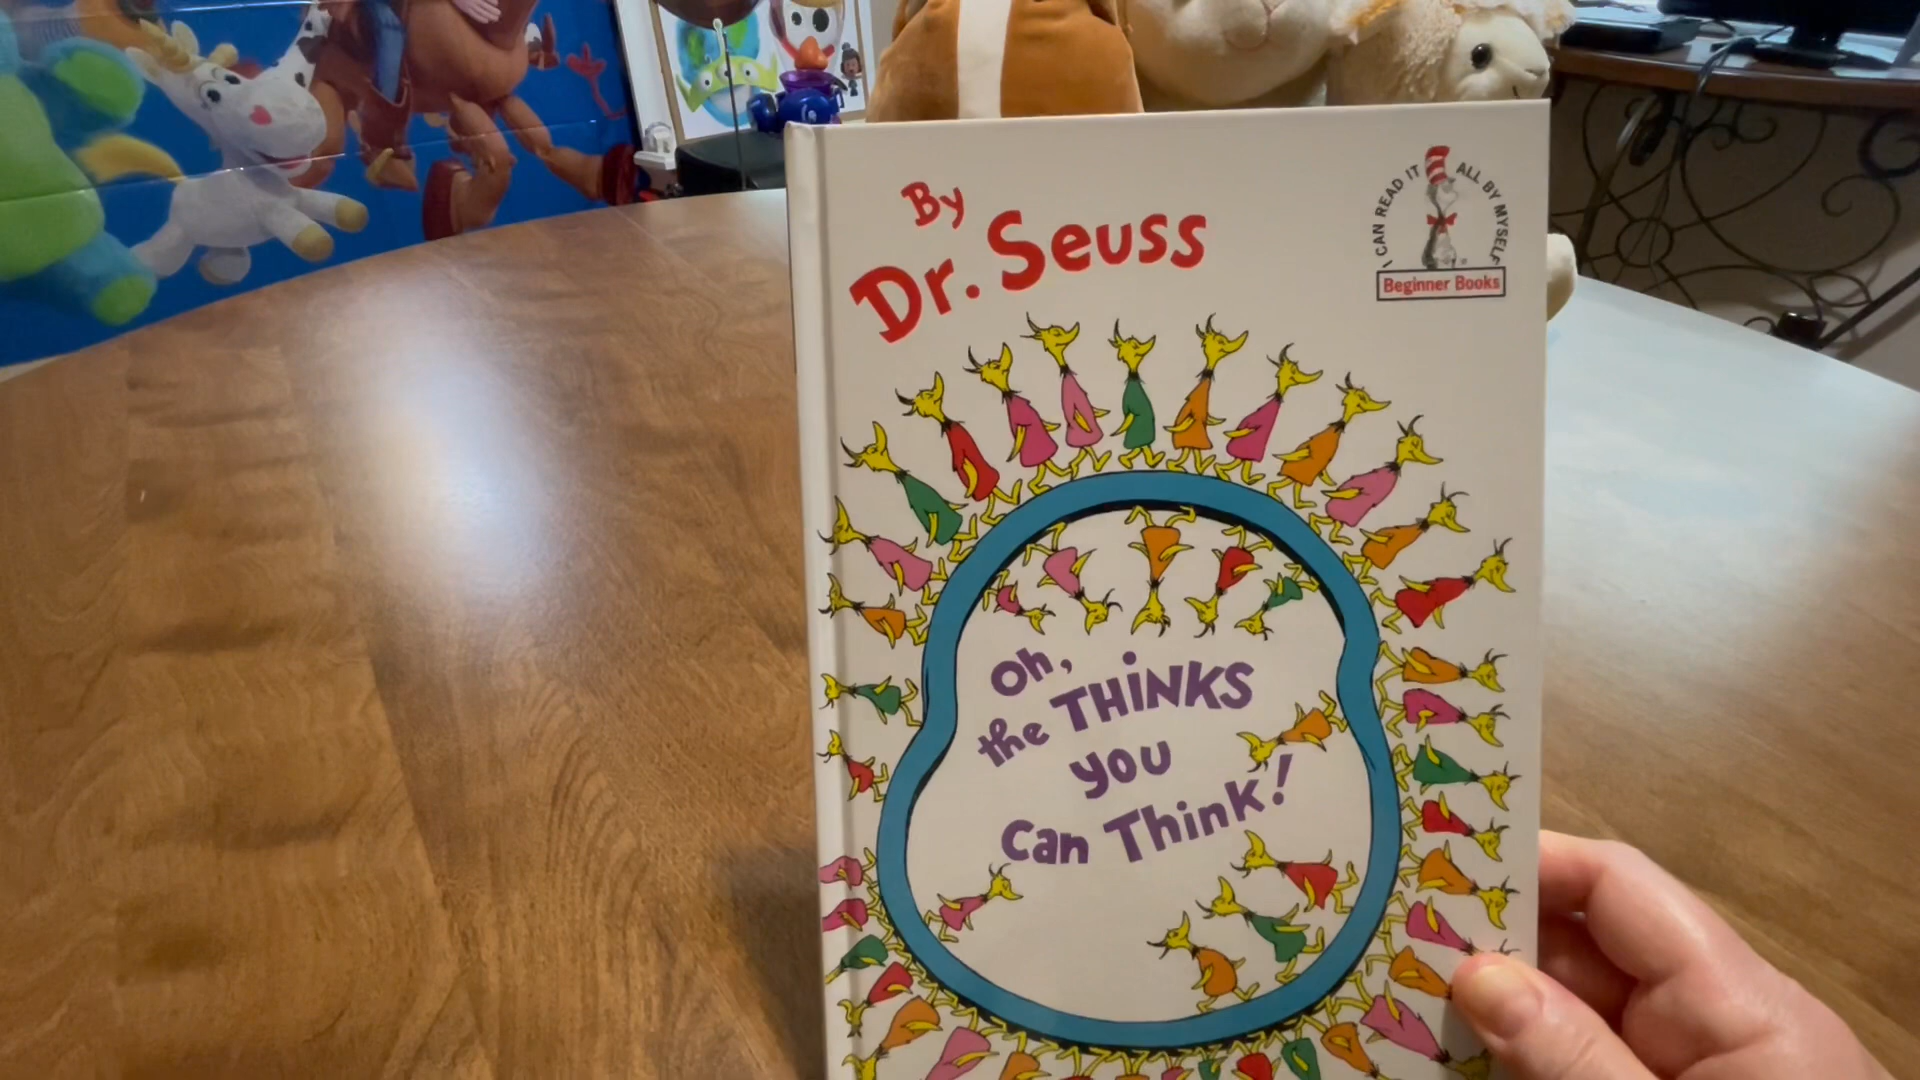 By
Dr. Seuss
I CAN READ IT ALL BY MYSELF
Beginner Books
Oh,
the THINKS
you
Can Think!